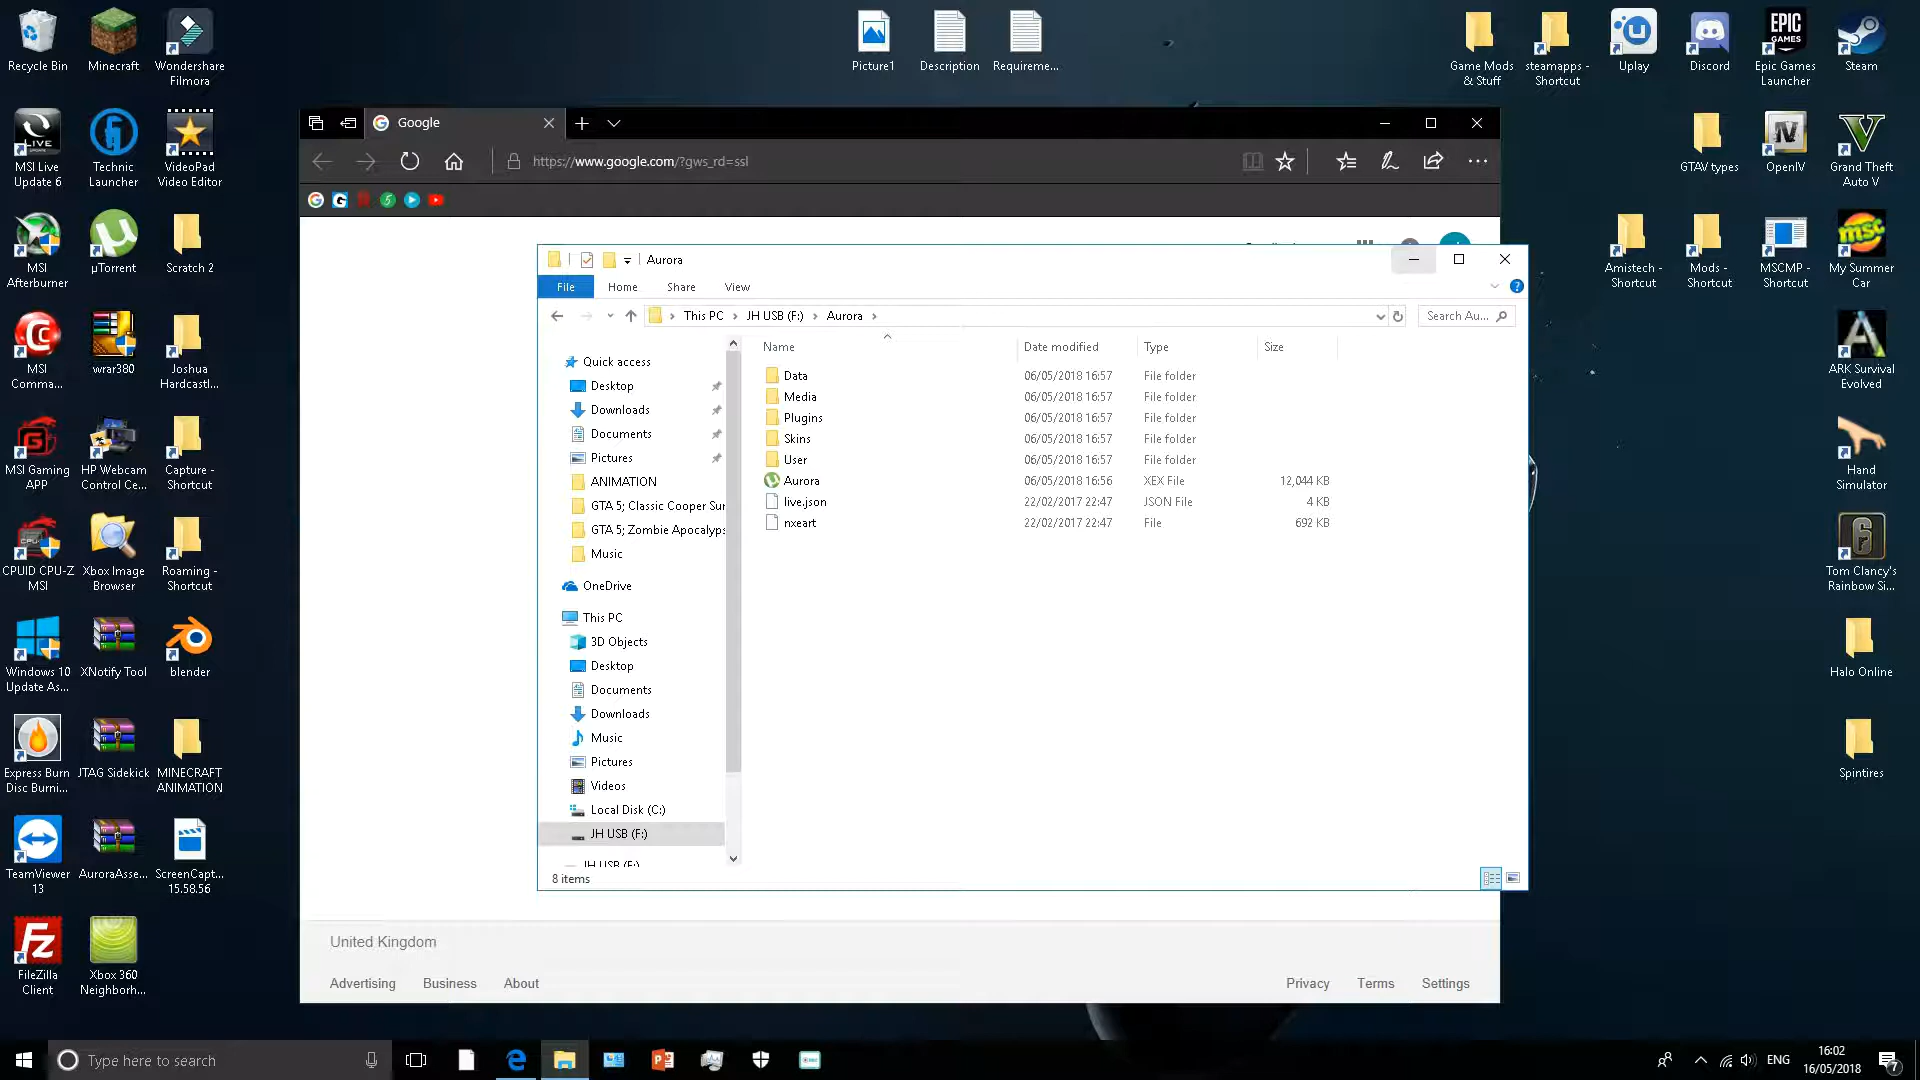 Recycle Bin
Minecraft
Wondershare
Filmora
Picture1
Description
Requireme...
Game Mods
& Stuff
steamapps -
Shortcut
Uplay
Discord
EPIC
GAMES
Epic Games
Launcher
Steam
LIVE
MSI Live
Update 6
Technic
Launcher
VideoPad
Video Editor
GTAV types
OpenIV
Grand Theft
Auto V
MSI
Afterburner
µTorrent
Scratch 2
Amistech -
Shortcut
Mods -
Shortcut
MSCMP -
Shortcut
msc
My Summer
Car
MSI
Comma...
wrar380
Joshua
Hardcastl...
ARK Survival
Evolved
MSI Gaming
APP
HP Webcam
Control Ce...
Capture -
Shortcut
Hand
Simulator
CPUID CPU-Z
MSI
Xbox Image
Browser
Roaming -
Shortcut
6
Tom Clancy's
Rainbow Si...
Windows 10
Update As...
XNotify Tool
blender
Halo Online
Express Burn
Disc Burni...
JTAG Sidekick
MINECRAFT
ANIMATION
Spintires
TeamViewer
13
AuroraAsse...
ScreenCapt...
15.58.56
FileZilla
Client
Xbox 360
Neighborh...
Google
https://www.google.com/?gws_rd=ssl
Aurora
File
Home
Share
View
This PC > JH USB (F:) > Aurora >
Search Au...
Name
Date modified
Type
Size
Quick access
Desktop
Downloads
Documents
Pictures
ANIMATION
GTA 5; Classic Cooper Sur
GTA 5; Zombie Apocalyps
Music
OneDrive
This PC
3D Objects
Desktop
Documents
Downloads
Music
Pictures
Videos
Local Disk (C:)
JH USB (F:)
JH USB (F:)
Data 06/05/2018 16:57 File folder
Media 06/05/2018 16:57 File folder
Plugins 06/05/2018 16:57 File folder
Skins 06/05/2018 16:57 File folder
User 06/05/2018 16:57 File folder
Aurora 06/05/2018 16:56 XEX File 12,044 KB
live.json 22/02/2017 22:47 JSON File 4 KB
nxeart 22/02/2017 22:47 File 692 KB
8 items
United Kingdom
Advertising
Business
About
Privacy
Terms
Settings
Type here to search
ENG
16:02
16/05/2018
7